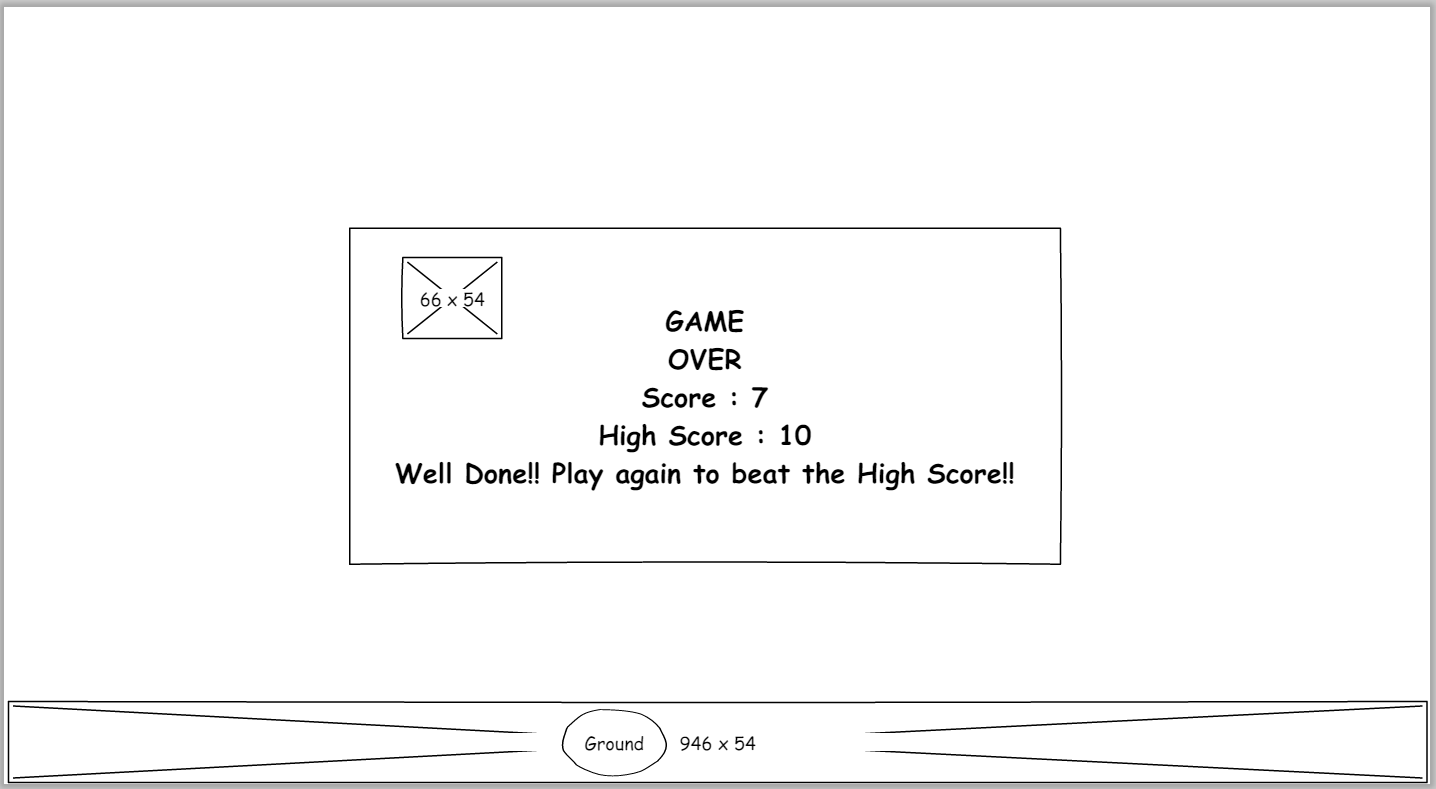 66 x 54
GAME
OVER
Score : 7
High Score : 10
Well Done!! Play again to beat the High Score!!
Ground 946 x 54